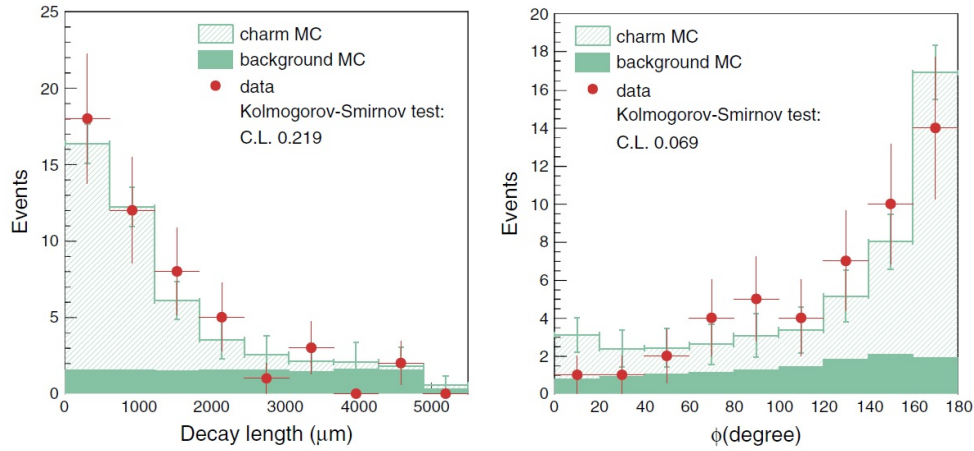 charm MC
background MC
data
Kolmogorov-Smirnov test:
C.L. 0.219
Events
25
20
15
10
5
0
0 1000 2000 3000 4000 5000
Decay length (μm)
charm MC
background MC
data
Kolmogorov-Smirnov test:
C.L. 0.069
Events
20
18
16
14
12
10
8
6
4
2
0
0 20 40 60 80 100 120 140 160 180
ϕ(degree)